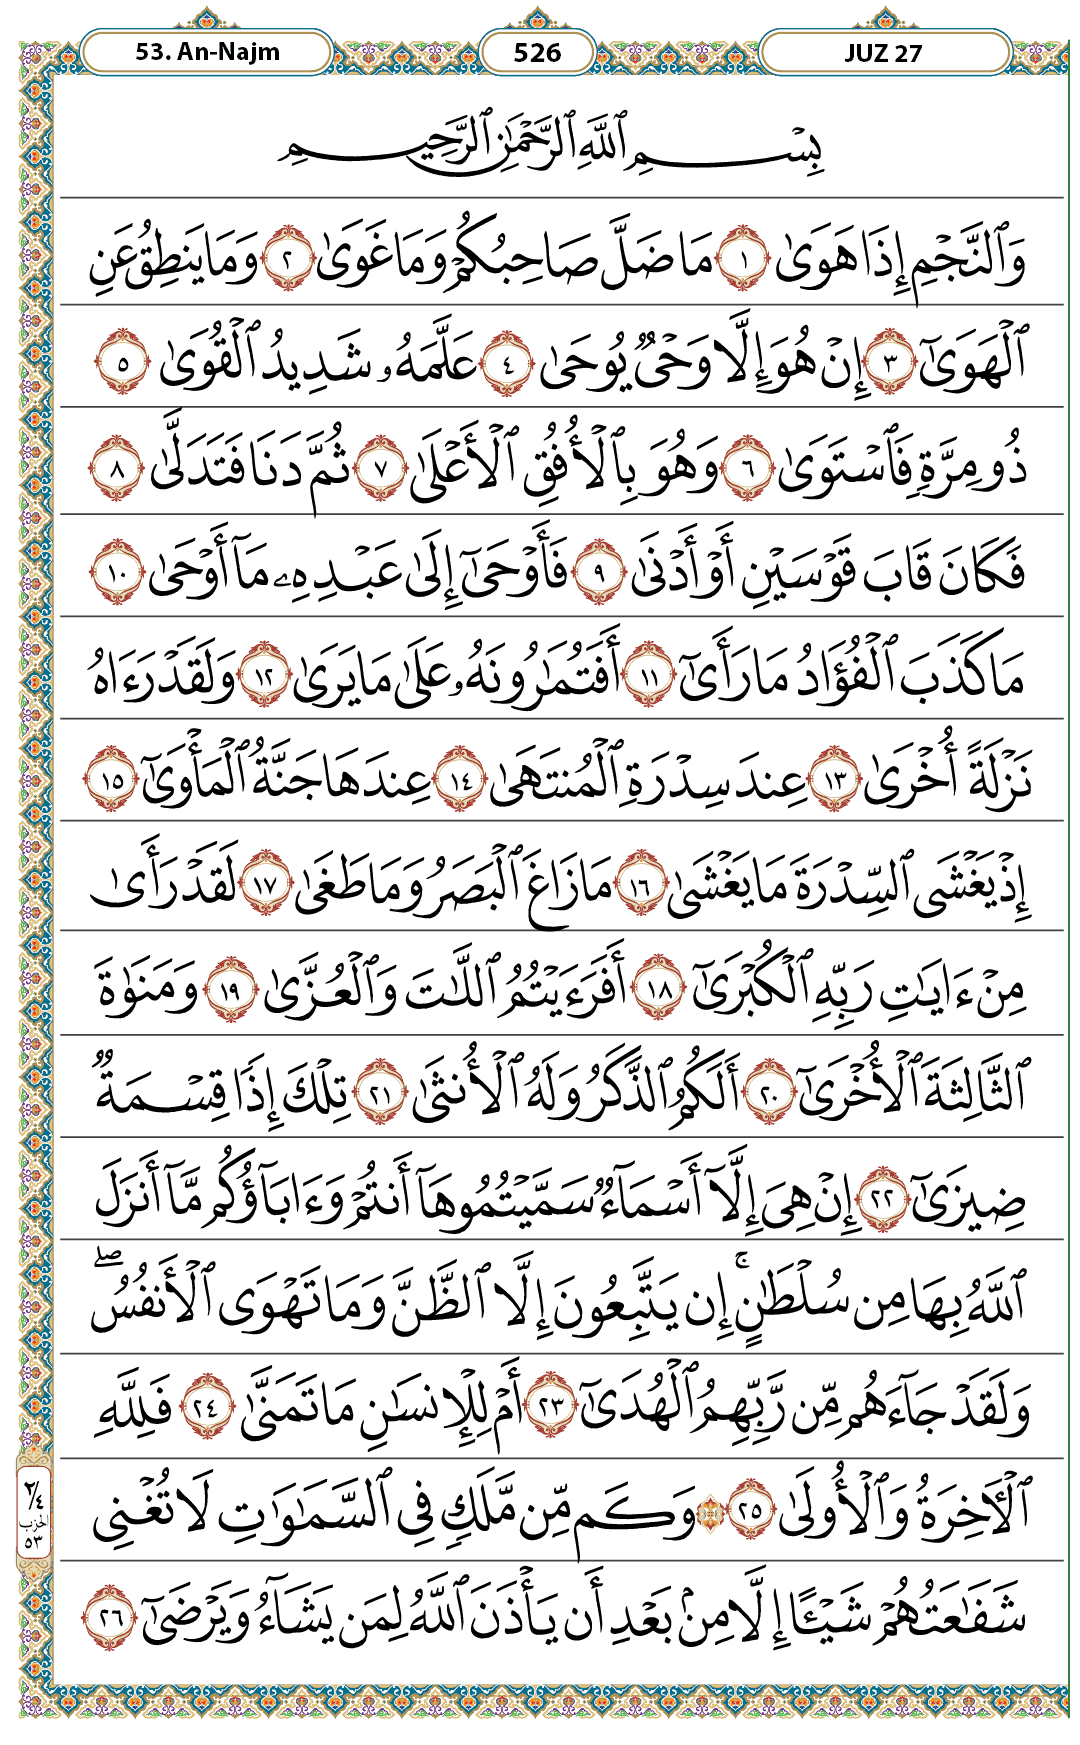 53. An-Najm
526
JUZ 27
بِسْمِ ٱللَّهِ ٱلرَّحْمَٰنِ ٱلرَّحِيمِ
وَٱلنَّجْمِ إِذَا هَوَىٰ ١ مَا ضَلَّ صَاحِبُكُمْ وَمَا غَوَىٰ ٢ وَمَا يَنطِقُ عَنِ
ٱلْهَوَىٰٓ ٣ إِنْ هُوَ إِلَّا وَحْىٌ يُوحَىٰ ٤ عَلَّمَهُۥ شَدِيدُ ٱلْقُوَىٰ ٥
ذُو مِرَّةٍ فَٱسْتَوَىٰ ٦ وَهُوَ بِٱلْأُفُقِ ٱلْأَعْلَىٰ ٧ ثُمَّ دَنَا فَتَدَلَّىٰ ٨
فَكَانَ قَابَ قَوْسَيْنِ أَوْ أَدْنَىٰ ٩ فَأَوْحَىٰٓ إِلَىٰ عَبْدِهِۦ مَآ أَوْحَىٰ ١٠
مَا كَذَبَ ٱلْفُؤَادُ مَا رَأَىٰٓ ١١ أَفَتُمَٰرُونَهُۥ عَلَىٰ مَا يَرَىٰ ١٢ وَلَقَدْ رَءَاهُ
نَزْلَةً أُخْرَىٰ ١٣ عِندَ سِدْرَةِ ٱلْمُنتَهَىٰ ١٤ عِندَهَا جَنَّةُ ٱلْمَأْوَىٰٓ ١٥
إِذْ يَغْشَى ٱلسِّدْرَةَ مَا يَغْشَىٰ ١٦ مَا زَاغَ ٱلْبَصَرُ وَمَا طَغَىٰ ١٧ لَقَدْ رَأَىٰ
مِنْ ءَايَٰتِ رَبِّهِ ٱلْكُبْرَىٰٓ ١٨ أَفَرَءَيْتُمُ ٱللَّٰتَ وَٱلْعُزَّىٰ ١٩ وَمَنَوٰةَ
ٱلثَّالِثَةَ ٱلْأُخْرَىٰٓ ٢٠ أَلَكُمُ ٱلذَّكَرُ وَلَهُ ٱلْأُنثَىٰ ٢١ تِلْكَ إِذًا قِسْمَةٌ
ضِيزَىٰٓ ٢٢ إِنْ هِىَ إِلَّآ أَسْمَآءٌ سَمَّيْتُمُوهَآ أَنتُمْ وَءَابَآؤُكُم مَّآ أَنزَلَ
ٱللَّهُ بِهَا مِن سُلْطَٰنٍ ۚ إِن يَتَّبِعُونَ إِلَّا ٱلظَّنَّ وَمَا تَهْوَى ٱلْأَنفُسُ ۖ
وَلَقَدْ جَآءَهُم مِّن رَّبِّهِمُ ٱلْهُدَىٰٓ ٢٣ أَمْ لِلْإِنسَٰنِ مَا تَمَنَّىٰ ٢٤ فَلِلَّهِ
ٱلْءَاخِرَةُ وَٱلْأُولَىٰ ٢٥ ۞ وَكَم مِّن مَّلَكٍ فِى ٱلسَّمَٰوَٰتِ لَا تُغْنِى
شَفَٰعَتُهُمْ شَيْـًٔا إِلَّا مِنۢ بَعْدِ أَن يَأْذَنَ ٱللَّهُ لِمَن يَشَآءُ وَيَرْضَىٰٓ ٢٦
٢/٤
الحزب
٥٣